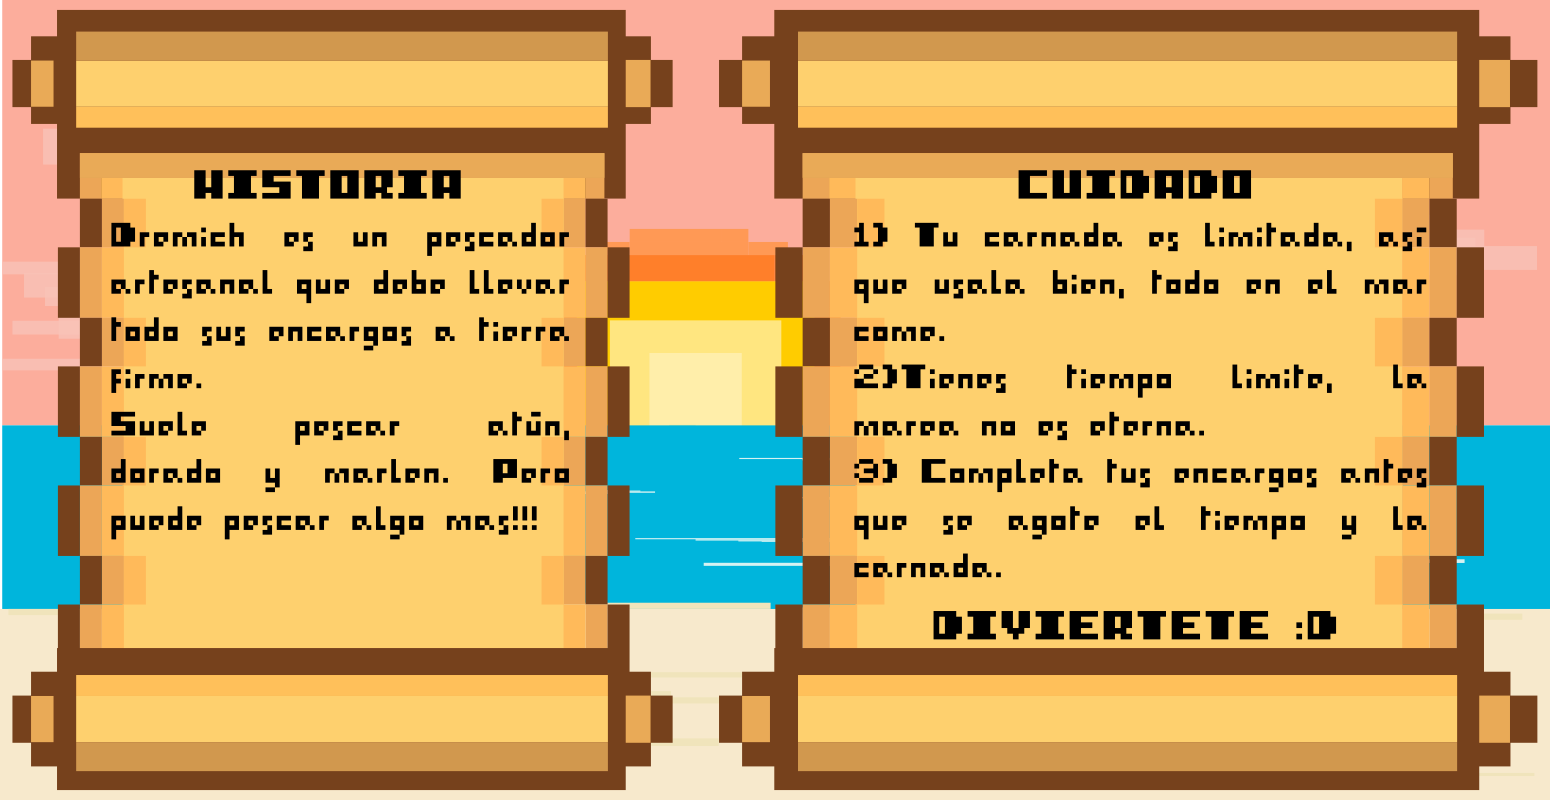 HISTORIA
Dremich es un pescador
artesanal que debe llevar
todo sus encargos a tierra
firme.
Suele pescar atún,
dorado y marlen. Pero
puede pescar algo mas!!!
CUIDADO
1) Tu carnada es limitada, así
que usala bien, todo en el mar
come.
2)Tienes tiempo limite, la
marea no es eterna.
3) Completa tus encargos antes
que se agote el tiempo y la
carnada..
DIVIERTETE :D